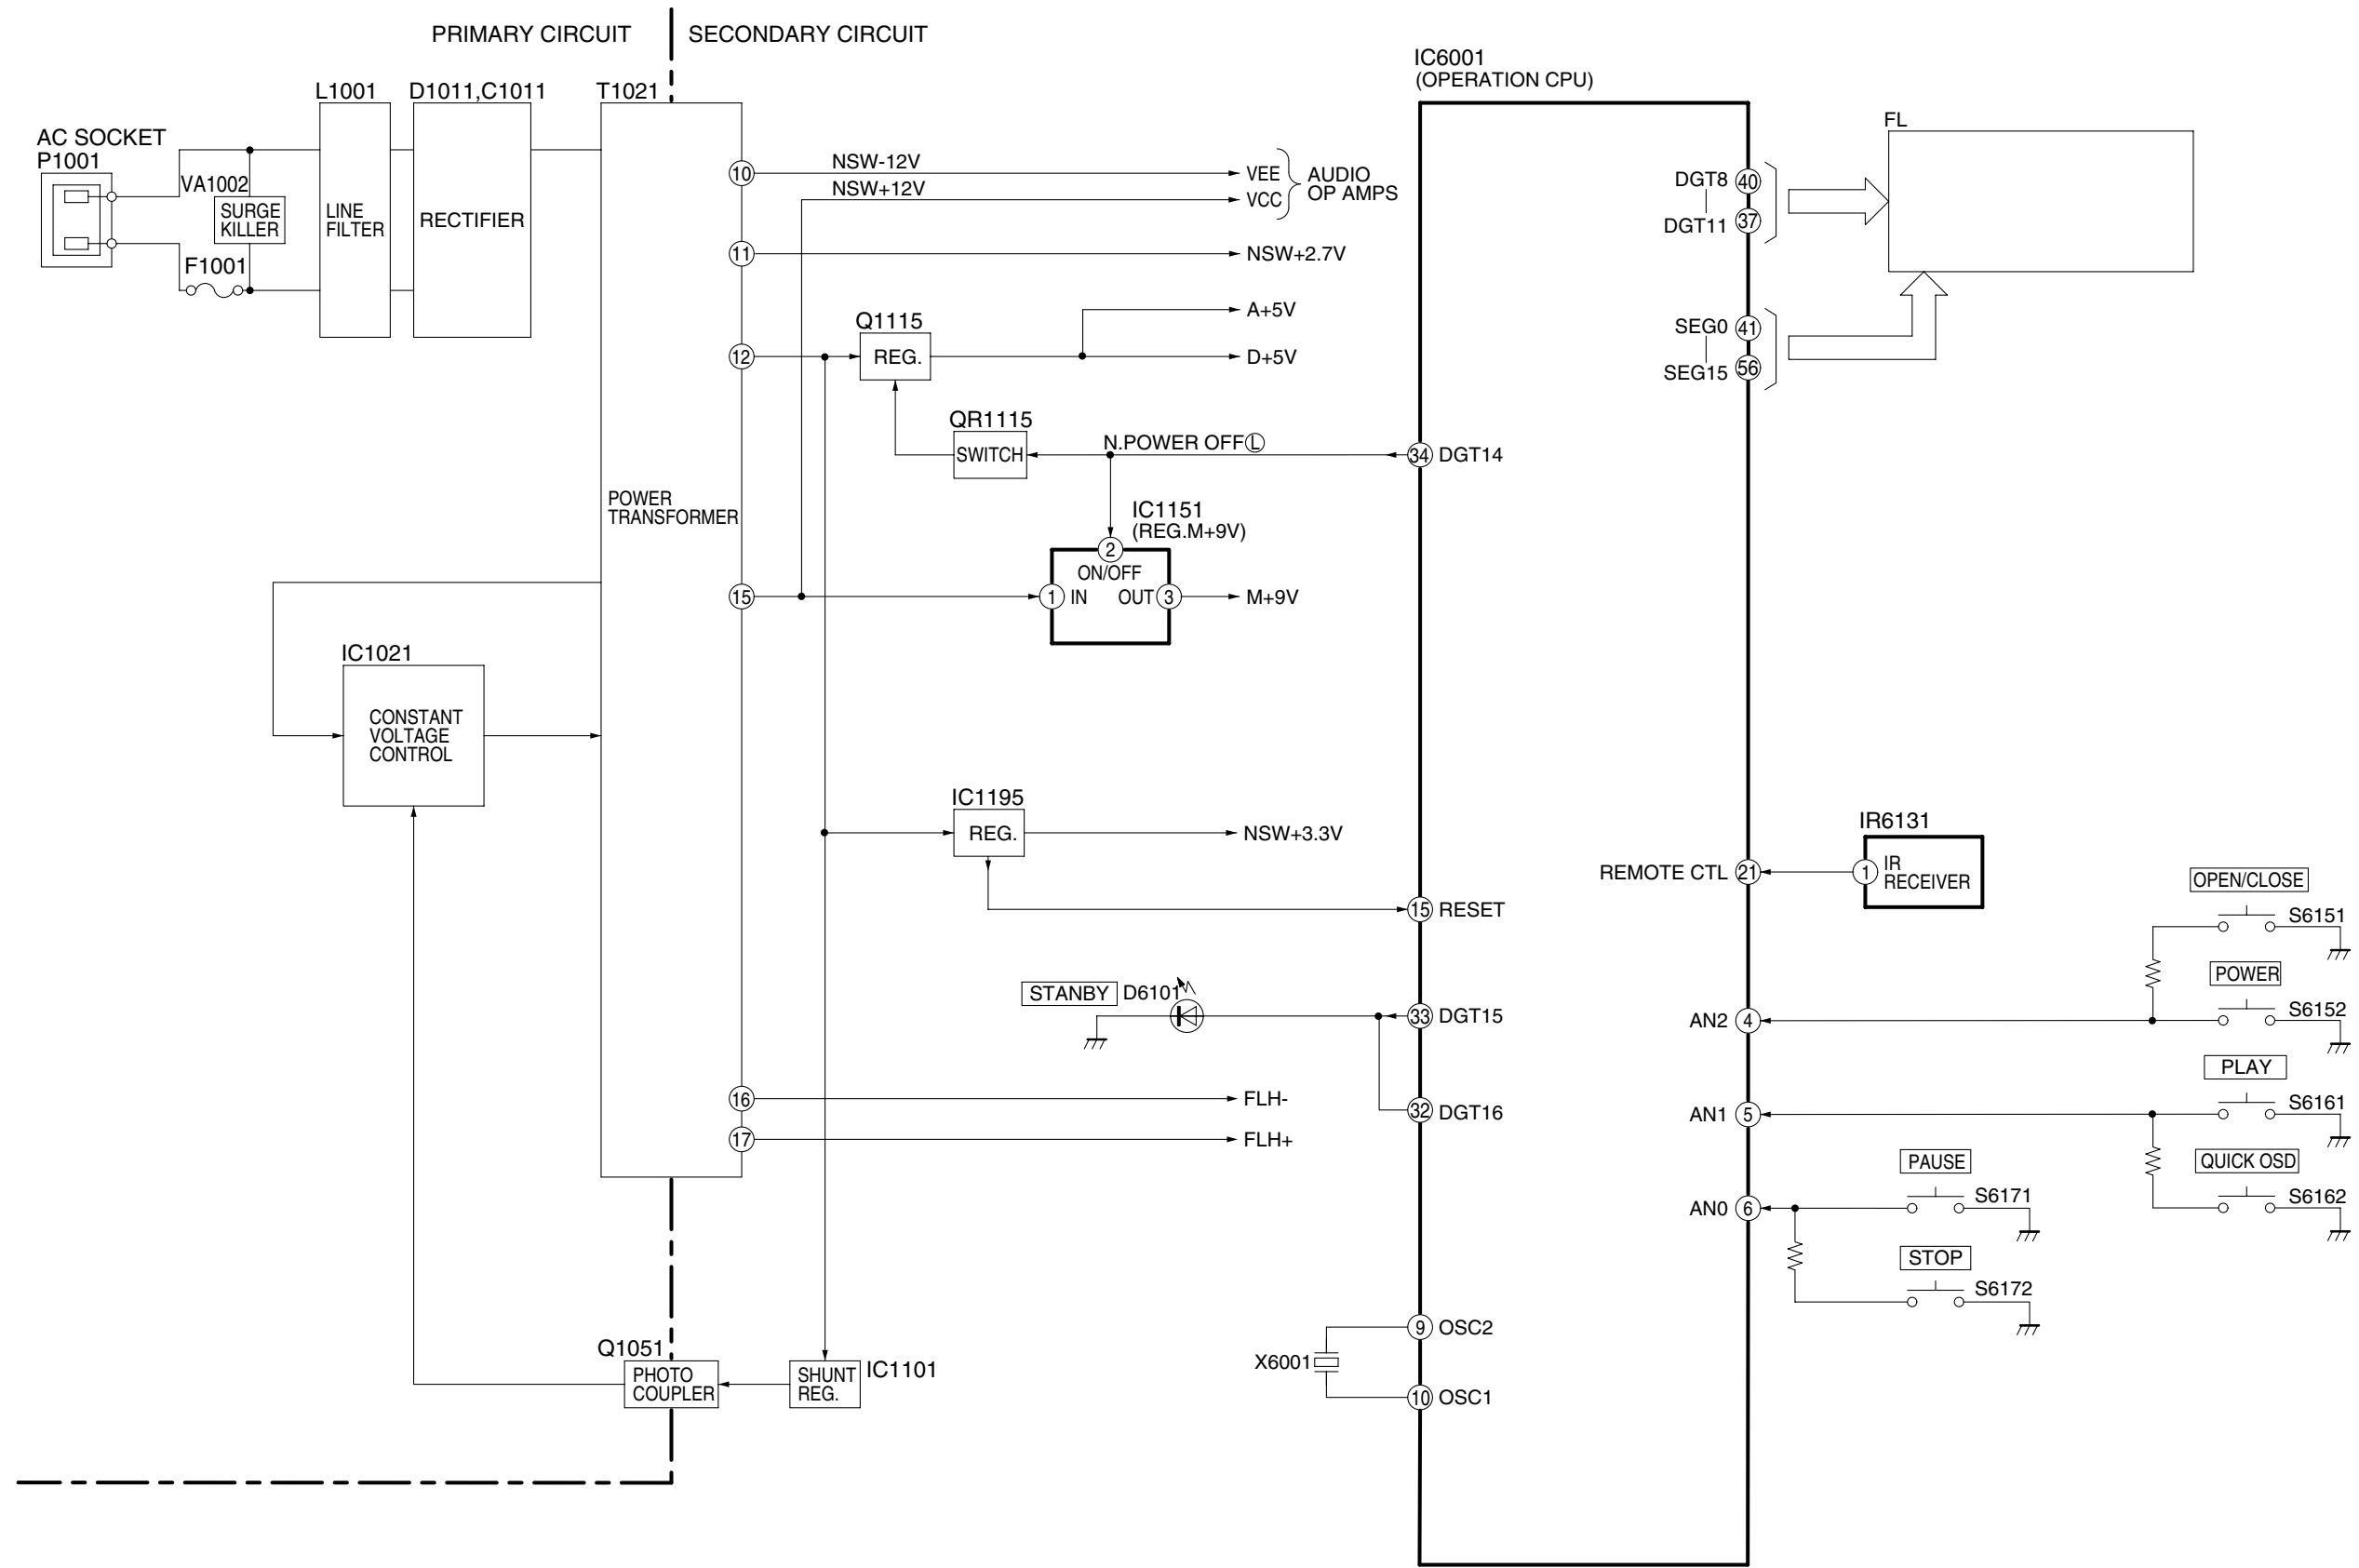 PRIMARY CIRCUIT
SECONDARY CIRCUIT
IC6001
(OPERATION CPU)
L1001
D1011,C1011
T1021
AC SOCKET
P1001
VA1002
SURGE
KILLER
F1001
LINE
FILTER
RECTIFIER
POWER
TRANSFORMER
10
NSW-12V
VEE
NSW+12V
VCC
AUDIO
OP AMPS
11
NSW+2.7V
A+5V
Q1115
12
REG.
D+5V
QR1115
SWITCH
N.POWER OFF L
34
DGT14
IC1151
(REG.M+9V)
2
ON/OFF
15
1
IN
OUT
3
M+9V
IC1021
CONSTANT
VOLTAGE
CONTROL
IC1195
REG.
NSW+3.3V
15
RESET
STANBY
D6101
33
DGT15
16
FLH-
32
DGT16
17
FLH+
Q1051
PHOTO
COUPLER
SHUNT
REG.
IC1101
X6001
9
OSC2
10
OSC1
DGT8
40
DGT11
37
FL
SEG0
41
SEG15
56
IR6131
REMOTE CTL
21
1
IR
RECEIVER
OPEN/CLOSE
S6151
POWER
AN2
4
S6152
PLAY
AN1
5
S6161
PAUSE
QUICK OSD
AN0
6
S6171
S6162
STOP
S6172